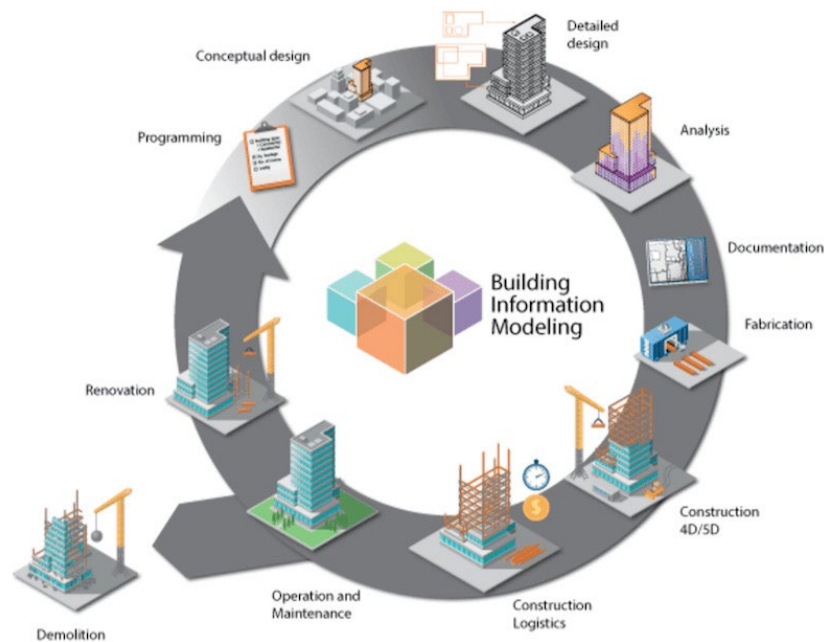 Detailed
design
Conceptual design
Programming
Analysis
Documentation
Building
Information
Modeling
Fabrication
Renovation
Construction
4D/5D
Operation and
Maintenance
Construction
Logistics
Demolition
$